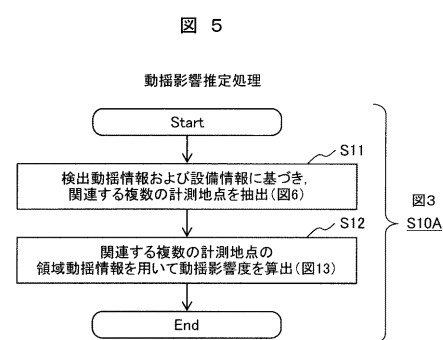 図 5
動揺影響推定処理
Start
S11
検出動揺情報および設備情報に基づき,
関連する複数の計測地点を抽出(図6)
S12
関連する複数の計測地点の
領域動揺情報を用いて動揺影響度を算出(図13)
End
図3
S10A